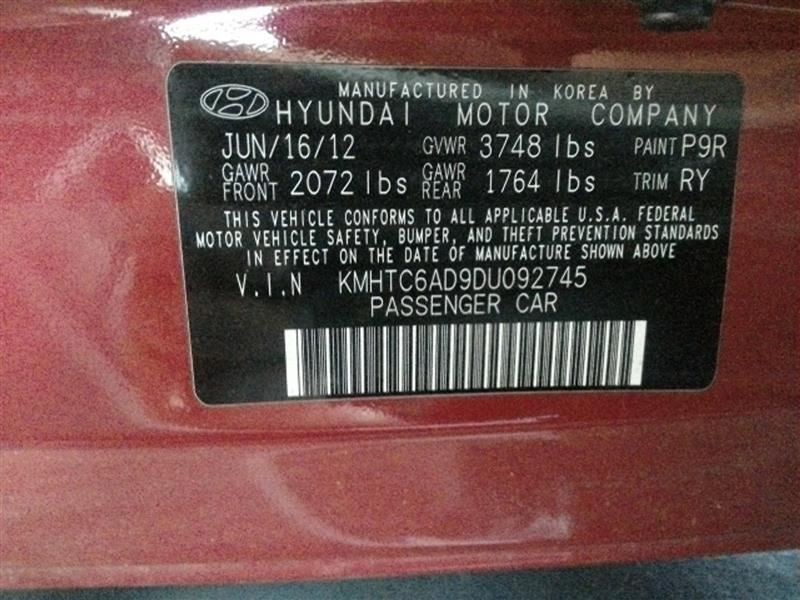 MANUFACTURED IN KOREA BY
HYUNDAI MOTOR COMPANY
JUN/16/12 GVWR 3748 lbs PAINT P9R
GAWR FRONT 2072 lbs GAWR REAR 1764 lbs TRIM RY
THIS VEHICLE CONFORMS TO ALL APPLICABLE U.S.A. FEDERAL
MOTOR VEHICLE SAFETY, BUMPER, AND THEFT PREVENTION STANDARDS
IN EFFECT ON THE DATE OF MANUFACTURE SHOWN ABOVE
V.I.N KMHTC6AD9DU092745
PASSENGER CAR